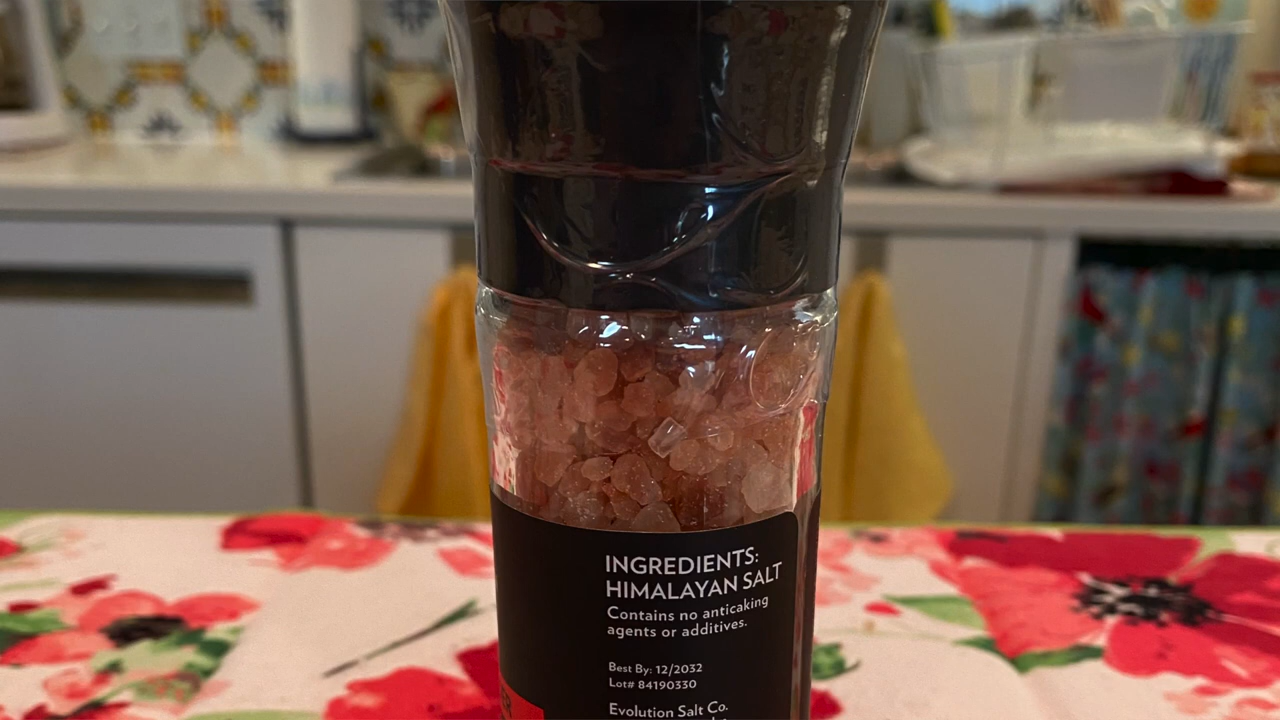 INGREDIENTS:
HIMALAYAN SALT
Contains no anticaking
agents or additives.
Best By: 12/2032
Lot# 84190330
Evolution Salt Co.